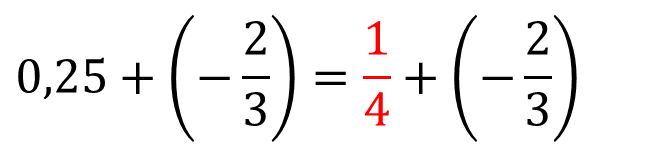 0,25 + (−2/3) = 1/4 + (−2/3)